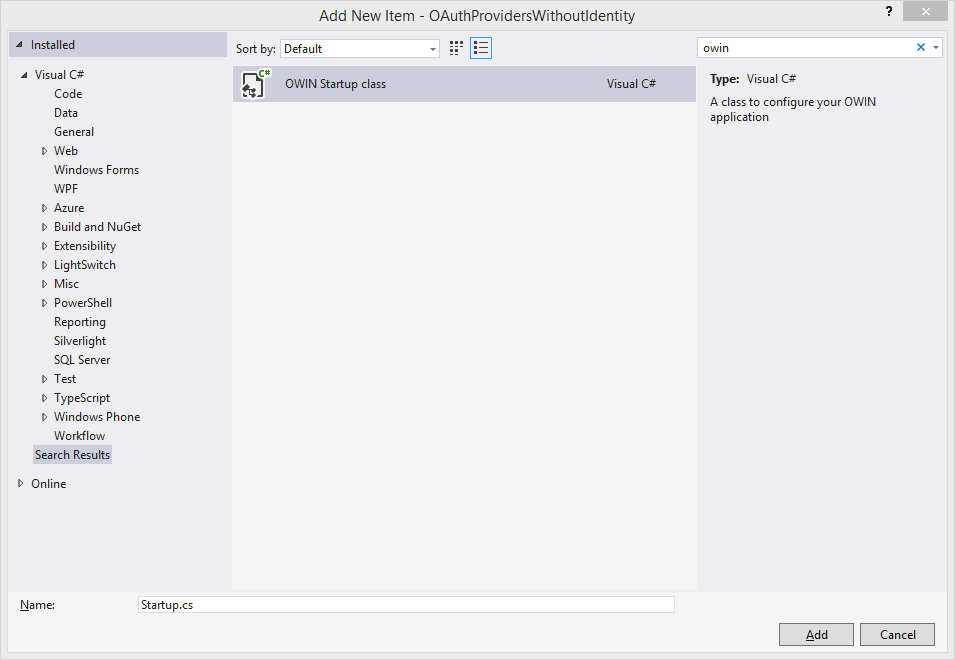 Add New Item - OAuthProvidersWithoutIdentity
?
Installed
Sort by: Default
owin
Visual C#
Code
Data
General
Web
Windows Forms
WPF
Azure
Build and NuGet
Extensibility
LightSwitch
Misc
PowerShell
Reporting
Silverlight
SQL Server
Test
TypeScript
Windows Phone
Workflow
Search Results
Online
C#
OWIN Startup class Visual C#
Type: Visual C#
A class to configure your OWIN
application
Name: Startup.cs
Add Cancel